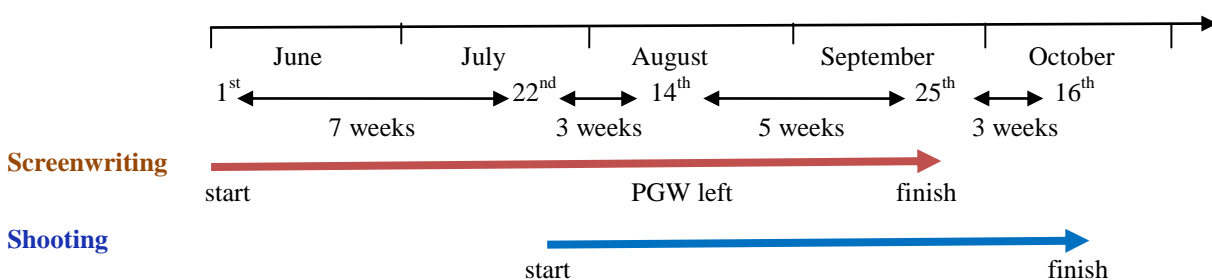 June July August September October
1st 22nd 14th 25th 16th
7 weeks 3 weeks 5 weeks 3 weeks
Screenwriting
start PGW left finish
Shooting
start finish